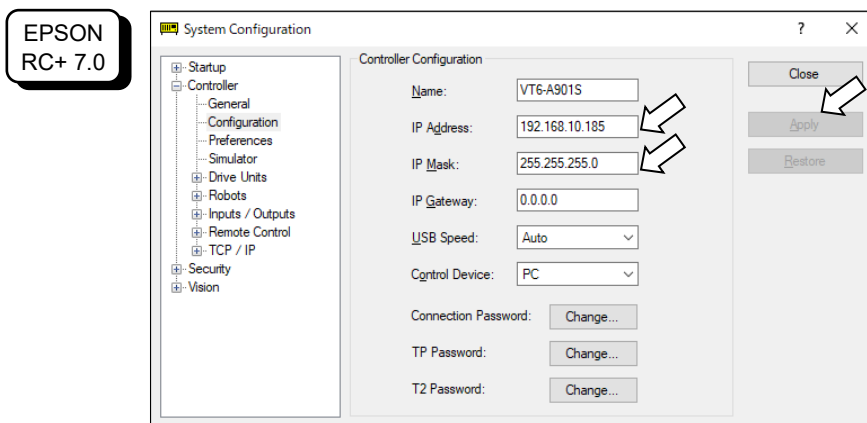 EPSON
RC+ 7.0
System Configuration
? ×
Startup
Controller
General
Configuration
Preferences
Simulator
Drive Units
Robots
Inputs / Outputs
Remote Control
TCP / IP
Security
Vision
Controller Configuration
Name: VT6-A901S
IP Address: 192.168.10.185
IP Mask: 255.255.255.0
IP Gateway: 0.0.0.0
USB Speed: Auto
Control Device: PC
Connection Password: Change...
TP Password: Change...
T2 Password: Change...
Close
Apply
Restore